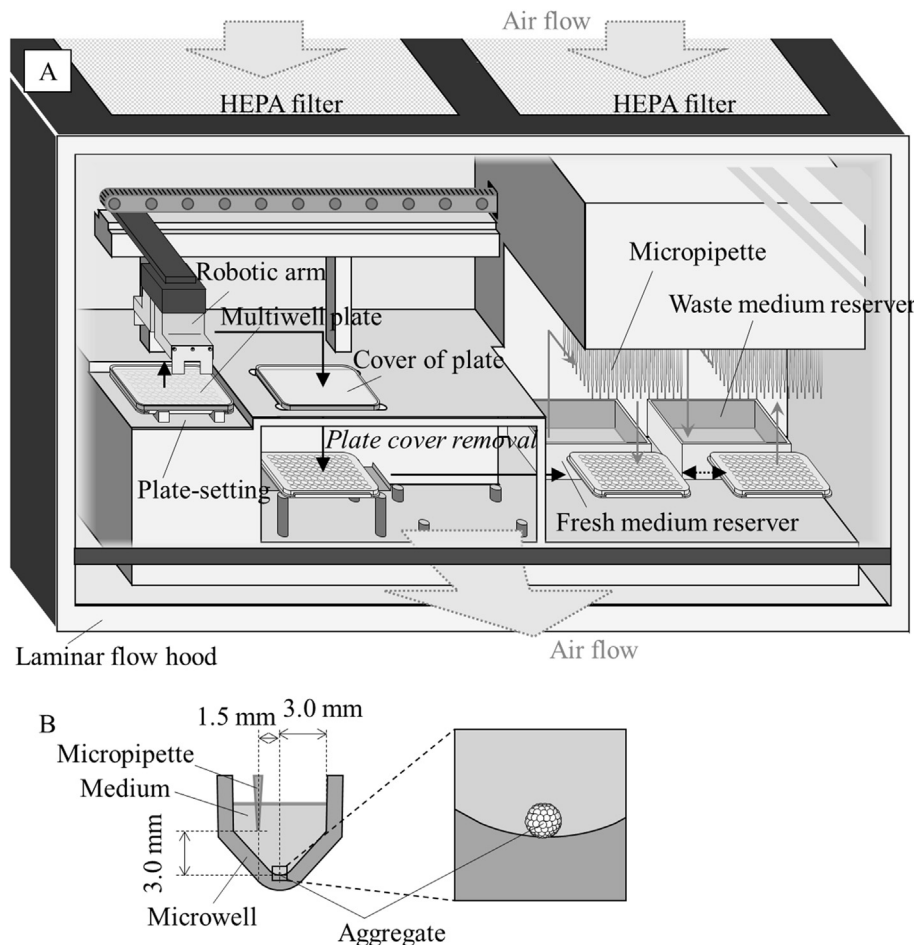 Air flow
A
HEPA filter
HEPA filter
Micropipette
Robotic arm
Waste medium reserver
Multiwell plate
Cover of plate
Plate cover removal
Plate-setting
Fresh medium reserver
Laminar flow hood
Air flow
B
1.5 mm
3.0 mm
Micropipette
Medium
3.0 mm
Microwell
Aggregate